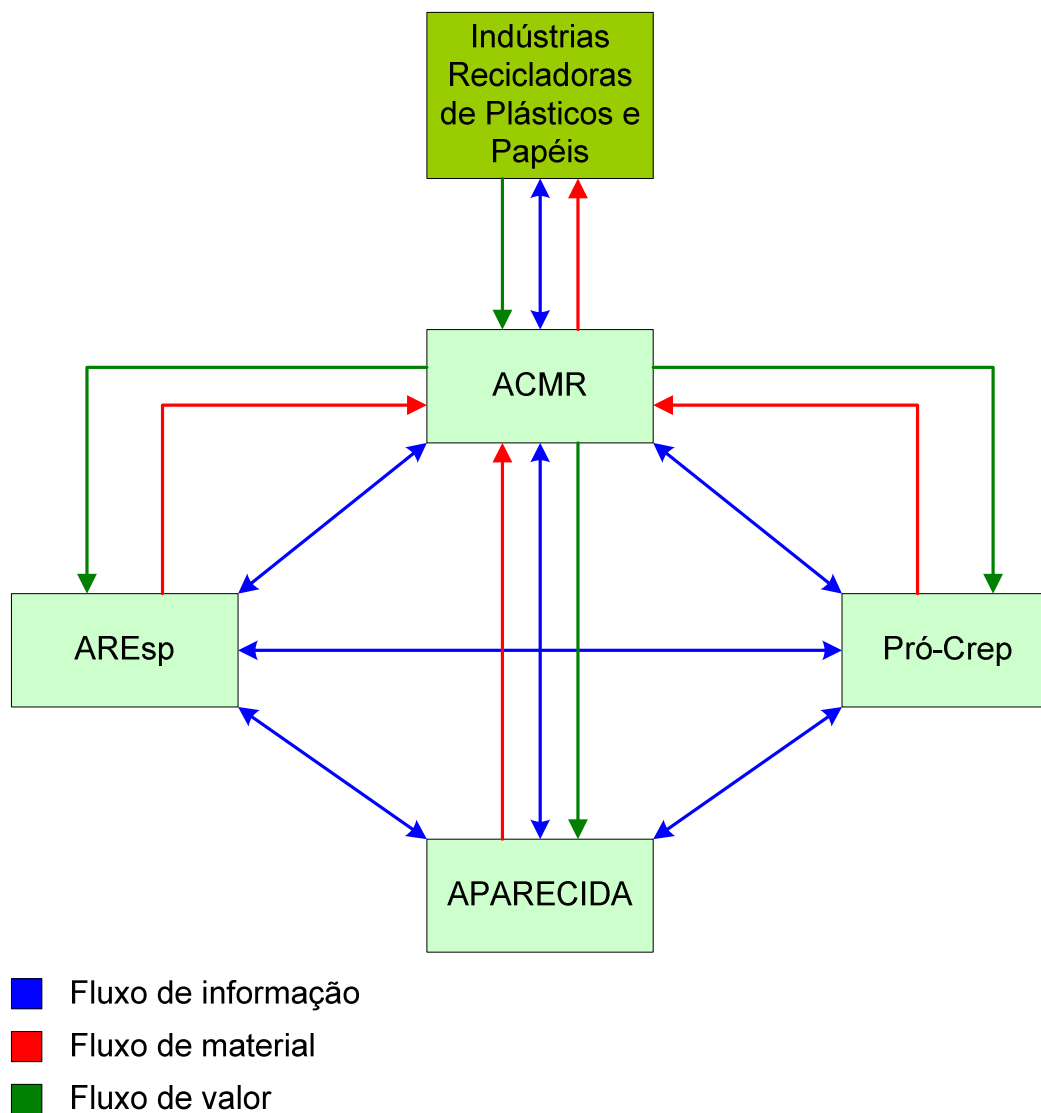 Indústrias
Recicladoras
de Plásticos e
Papéis
ACMR
AREsp
Pró-Crep
APARECIDA
Fluxo de informação
Fluxo de material
Fluxo de valor